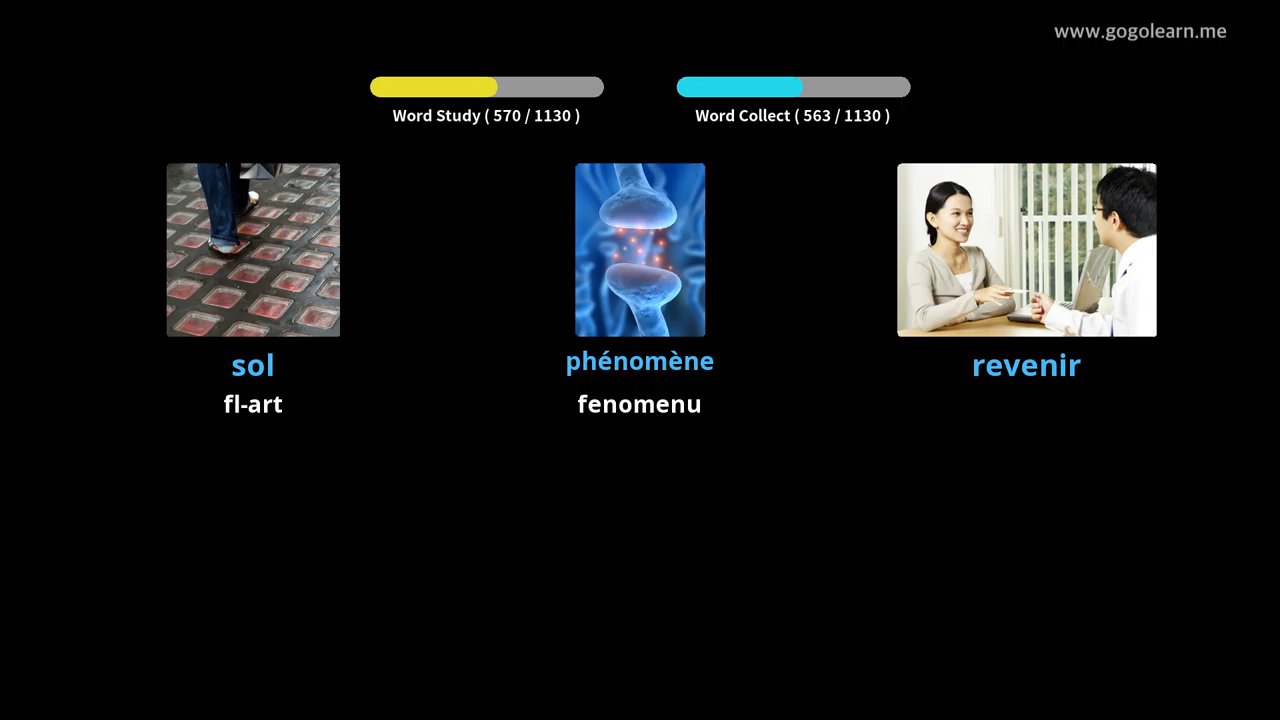 www.gogolearn.me
Word Study ( 570 / 1130 )
Word Collect ( 563 / 1130 )
sol
phénomène
revenir
fl-art
fenomenu